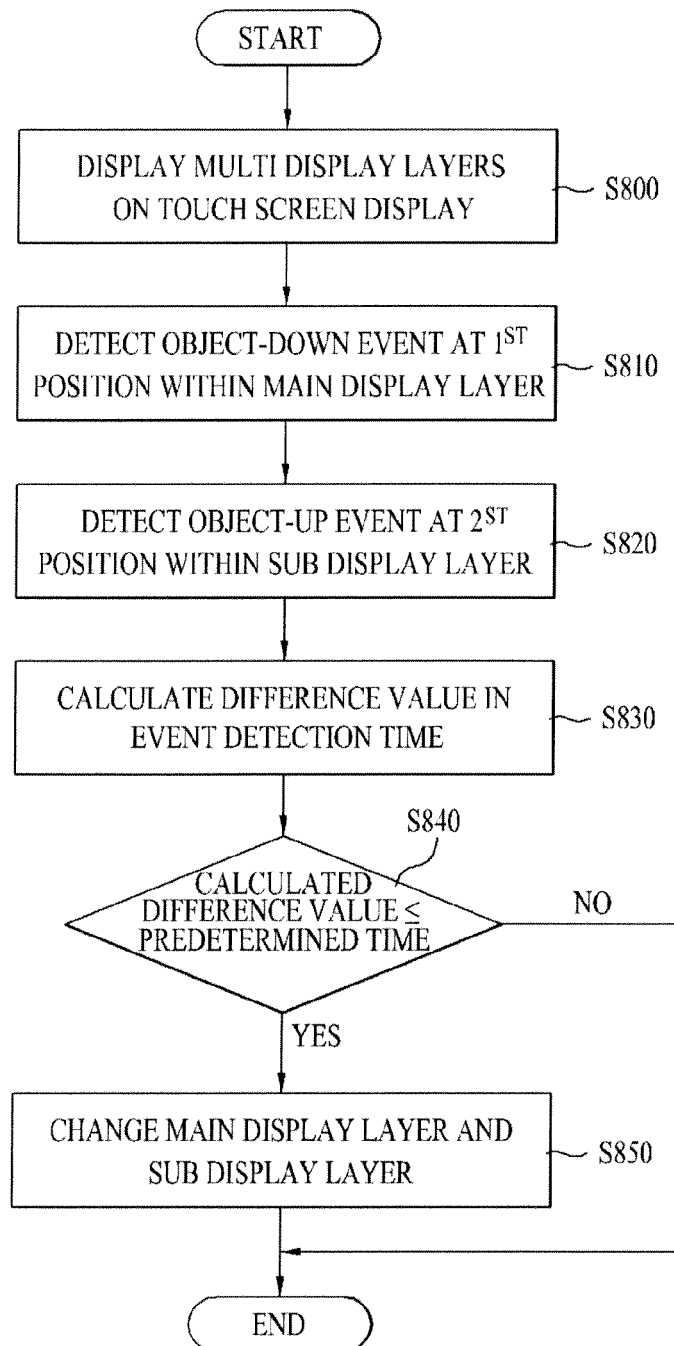 START
DISPLAY MULTI DISPLAY LAYERS
ON TOUCH SCREEN DISPLAY
S800
DETECT OBJECT-DOWN EVENT AT 1ST
POSITION WITHIN MAIN DISPLAY LAYER
S810
DETECT OBJECT-UP EVENT AT 2ST
POSITION WITHIN SUB DISPLAY LAYER
S820
CALCULATE DIFFERENCE VALUE IN
EVENT DETECTION TIME
S830
S840
CALCULATED
DIFFERENCE VALUE ≤
PREDETERMINED TIME
NO
YES
CHANGE MAIN DISPLAY LAYER AND
SUB DISPLAY LAYER
S850
END